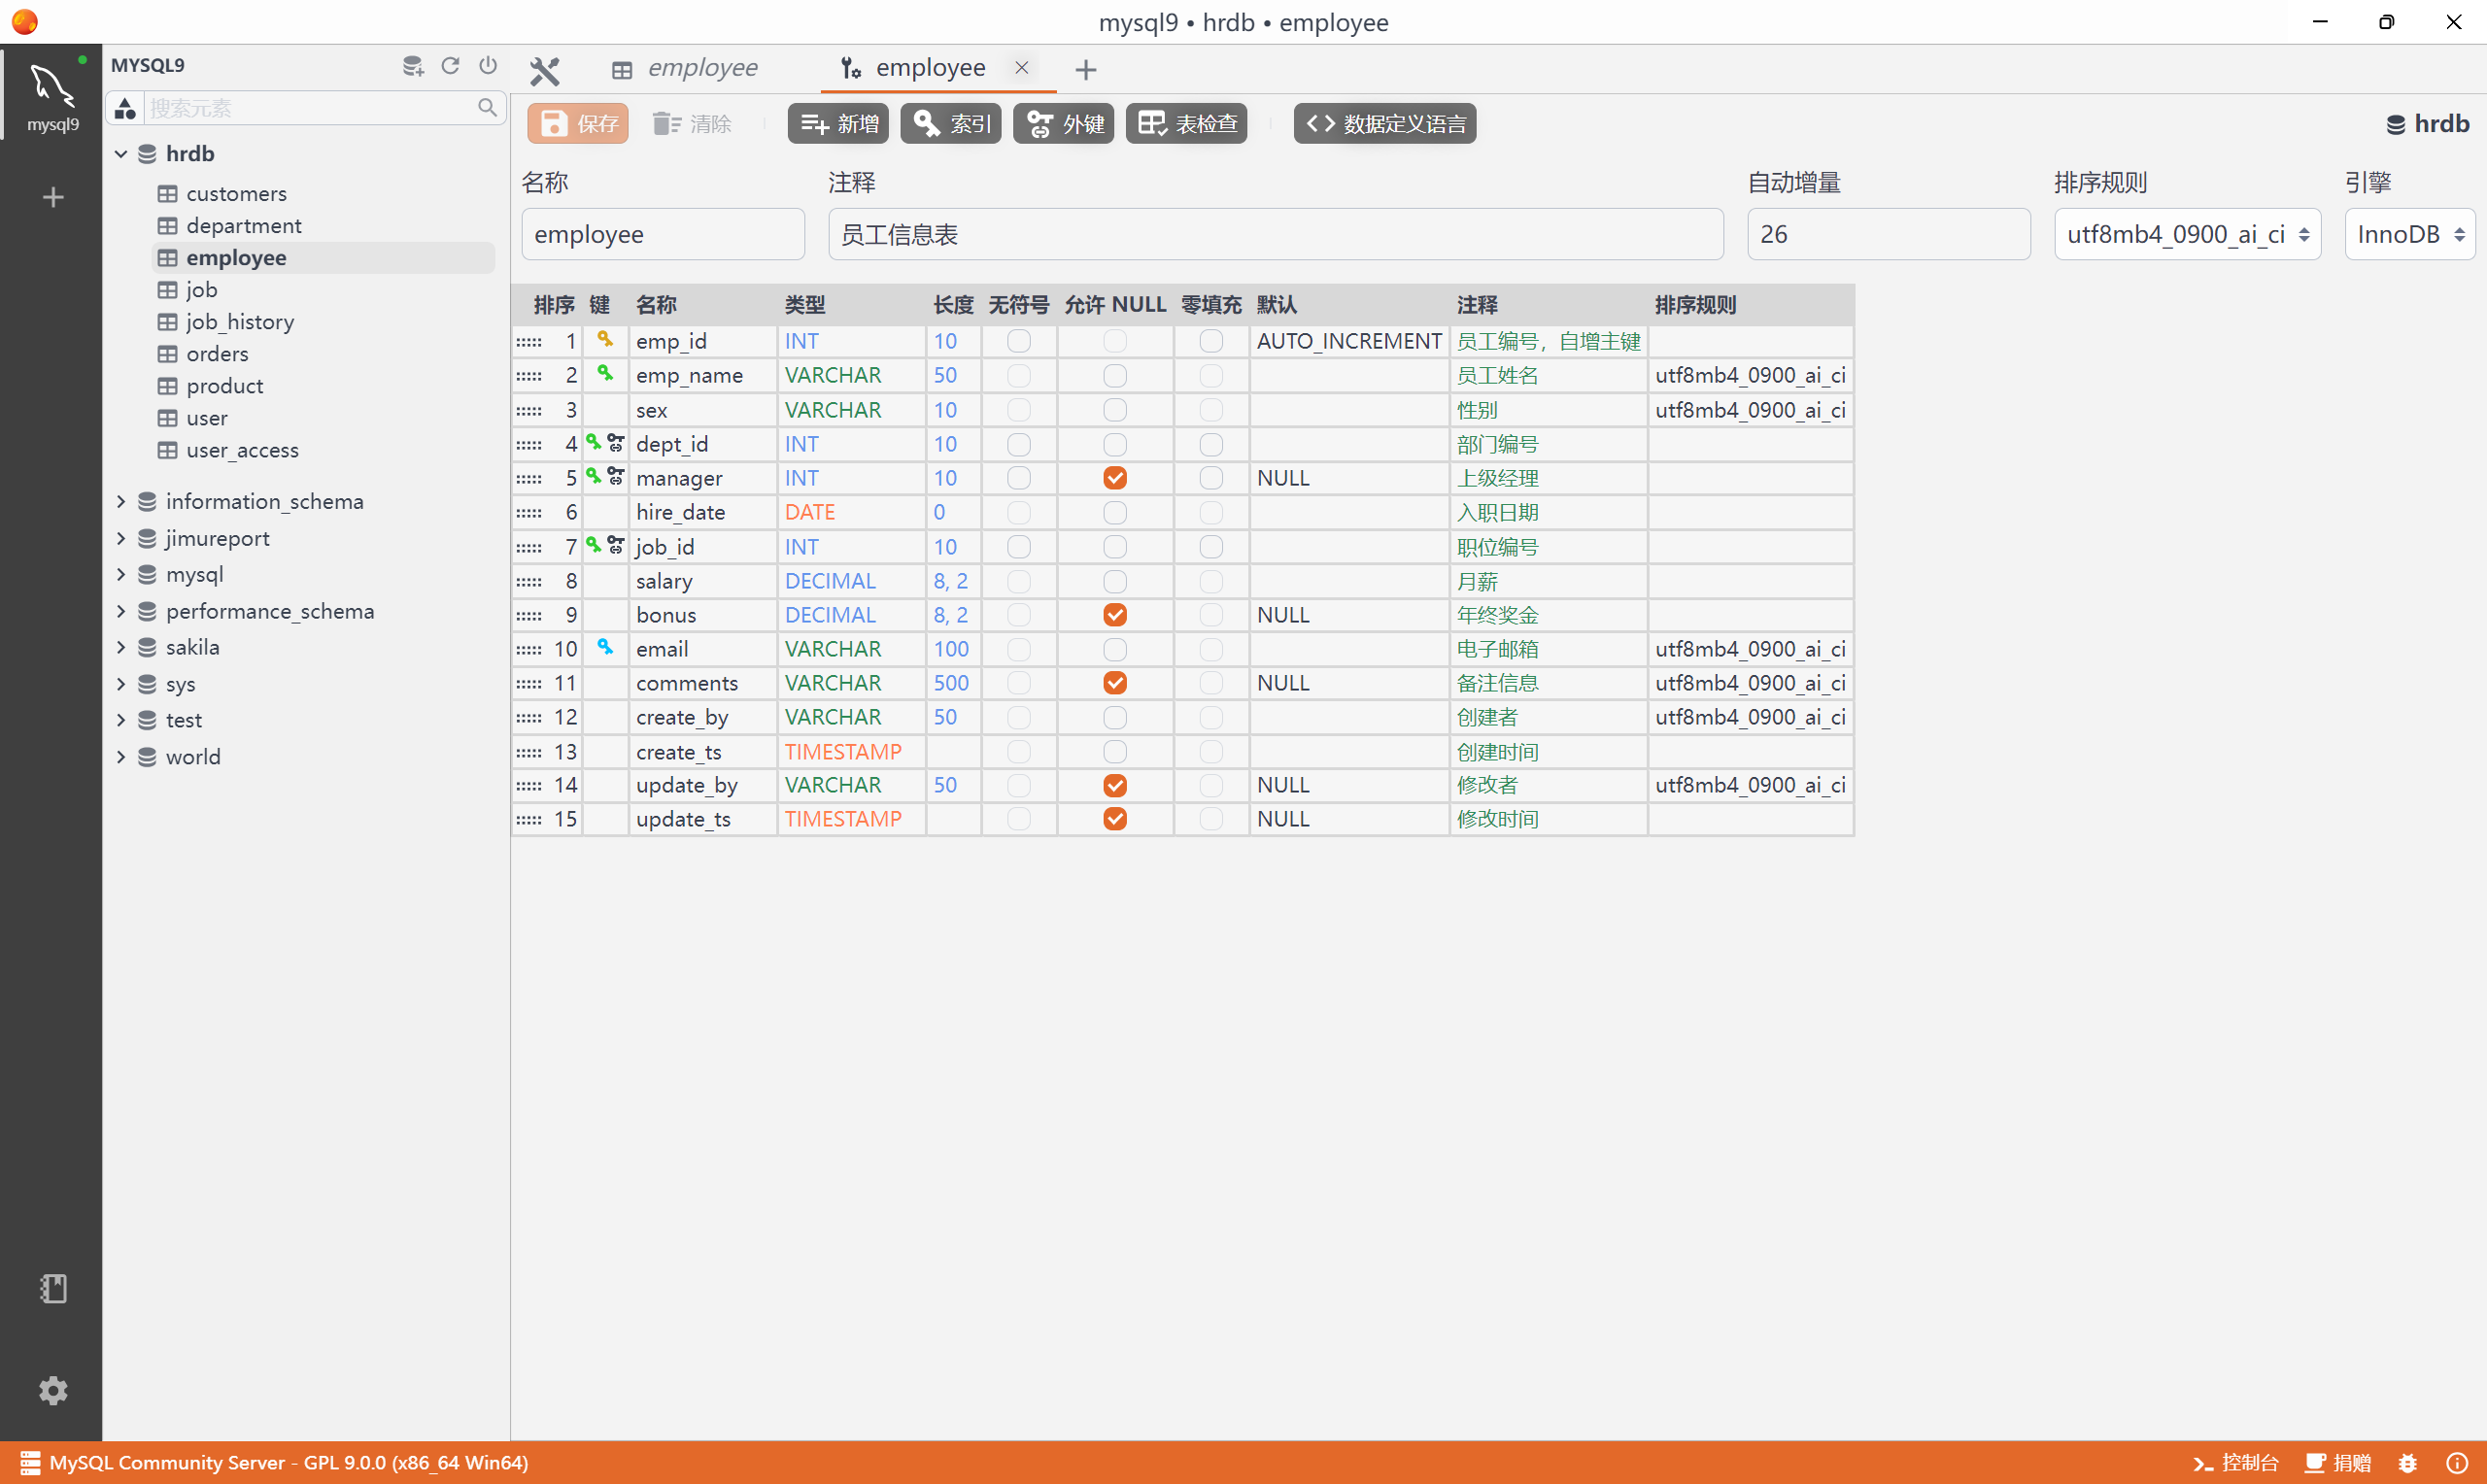 mysql9 • hrdb • employee
mysql9
MYSQL9
搜索元素
hrdb
customers
department
employee
job
job_history
orders
product
user
user_access
information_schema
jimureport
mysql
performance_schema
sakila
sys
test
world
employee employee
保存 清除 新增 索引 外键 表检查 数据定义语言 hrdb
名称 注释 自动增量 排序规则 引擎
employee 员工信息表 26 utf8mb4_0900_ai_ci InnoDB
排序 键 名称 类型 长度 无符号 允许 NULL 零填充 默认 注释 排序规则
1 emp_id INT 10 AUTO_INCREMENT 员工编号，自增主键
2 emp_name VARCHAR 50 员工姓名 utf8mb4_0900_ai_ci
3 sex VARCHAR 10 性别 utf8mb4_0900_ai_ci
4 dept_id INT 10 部门编号
5 manager INT 10 NULL 上级经理
6 hire_date DATE 0 入职日期
7 job_id INT 10 职位编号
8 salary DECIMAL 8, 2 月薪
9 bonus DECIMAL 8, 2 NULL 年终奖金
10 email VARCHAR 100 电子邮箱 utf8mb4_0900_ai_ci
11 comments VARCHAR 500 NULL 备注信息 utf8mb4_0900_ai_ci
12 create_by VARCHAR 50 创建者 utf8mb4_0900_ai_ci
13 create_ts TIMESTAMP 创建时间
14 update_by VARCHAR 50 NULL 修改者 utf8mb4_0900_ai_ci
15 update_ts TIMESTAMP NULL 修改时间
MySQL Community Server - GPL 9.0.0 (x86_64 Win64) 控制台 捐赠